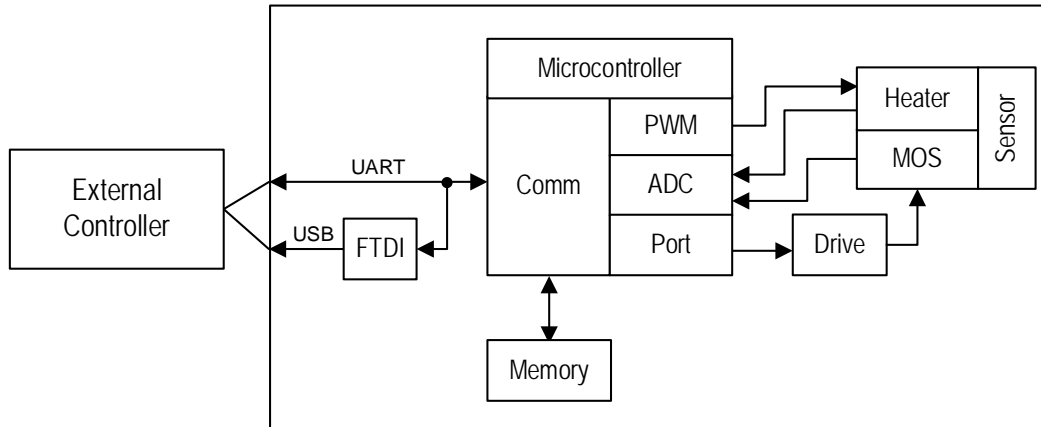 Microcontroller
PWM
Heater
Sensor
UART
Comm
ADC
MOS
External
Controller
USB
FTDI
Port
Drive
Memory